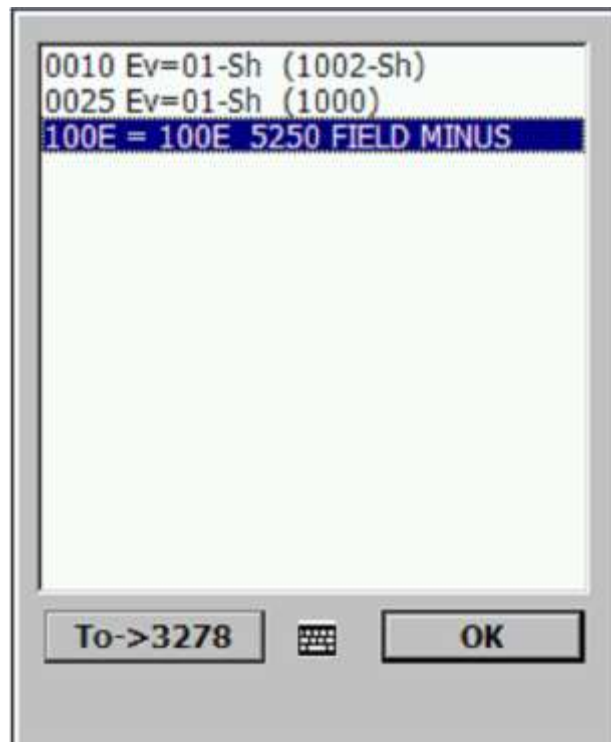 0010 Ev=01-Sh (1002-Sh)
0025 Ev=01-Sh (1000)
100E = 100E 5250 FIELD MINUS
To->3278
OK